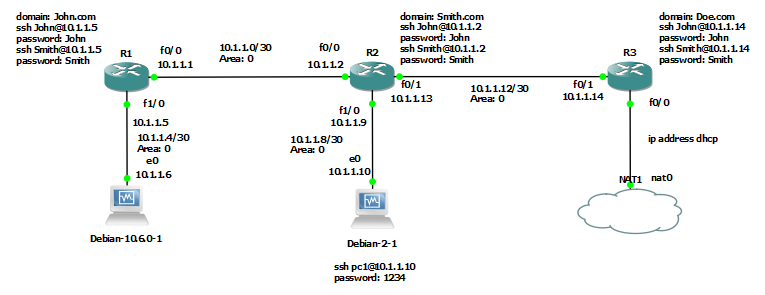 domain: John.com
ssh John@10.1.1.5
password: John
ssh Smith@10.1.1.5
password: Smith
R1
f0/0
10.1.1.1
10.1.1.0/30
Area: 0
f0/0
10.1.1.2
domain: Smith.com
ssh John@10.1.1.2
password: John
ssh Smith@10.1.1.2
password: Smith
R2
f0/1
10.1.1.13
10.1.1.12/30
Area: 0
f0/1
10.1.1.14
domain: Doe.com
ssh John@10.1.1.14
password: John
ssh Smith@10.1.1.14
password: Smith
R3
f0/0
f1/0
10.1.1.5
10.1.1.4/30
Area: 0
e0
10.1.1.6
Debian-10.6.0-1
f1/0
10.1.1.9
10.1.1.8/30
Area: 0
e0
10.1.1.10
Debian-2-1
ssh pc1@10.1.1.10
password: 1234
ip address dhcp
NAT1
nat0